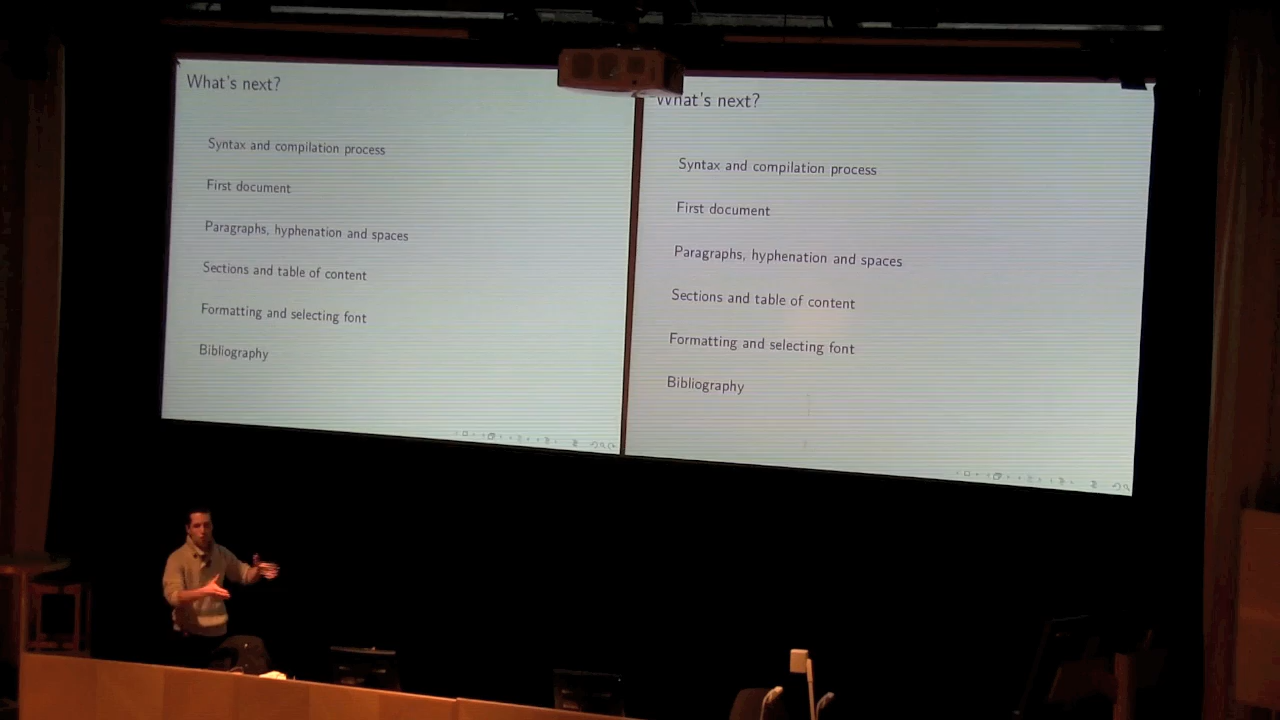 What's next?
Syntax and compilation process
First document
Paragraphs, hyphenation and spaces
Sections and table of content
Formatting and selecting font
Bibliography
What's next?
Syntax and compilation process
First document
Paragraphs, hyphenation and spaces
Sections and table of content
Formatting and selecting font
Bibliography